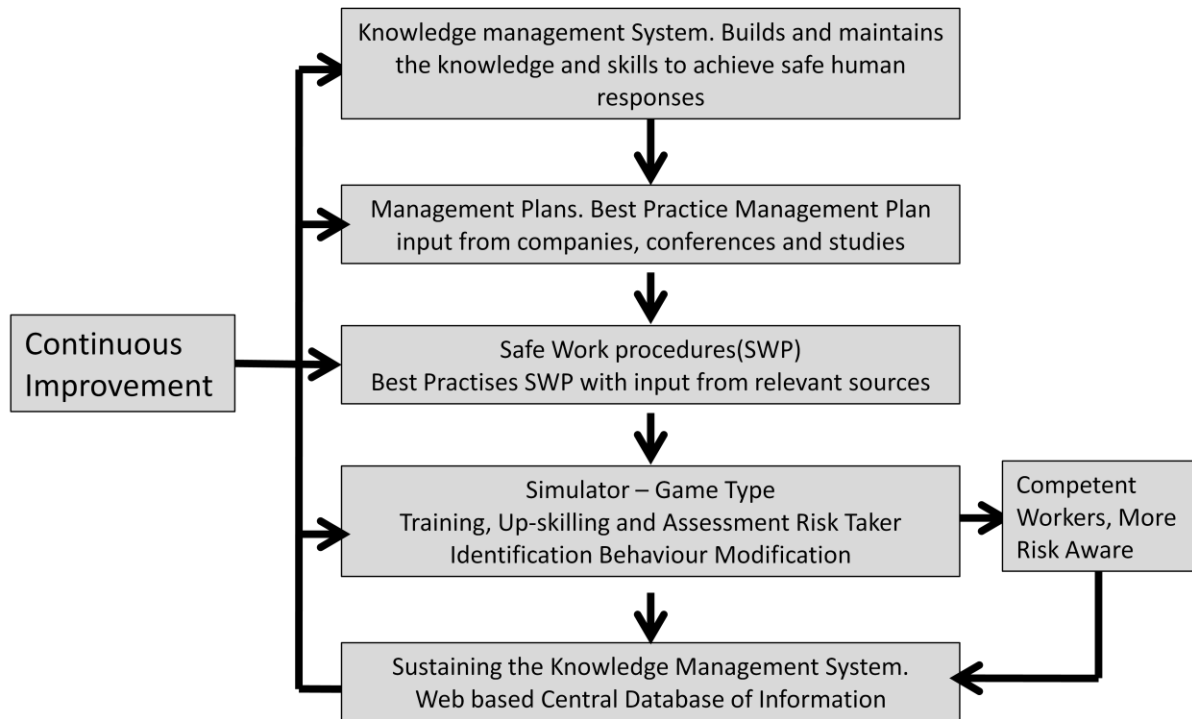 Knowledge management System. Builds and maintains
the knowledge and skills to achieve safe human
responses
Management Plans. Best Practice Management Plan
input from companies, conferences and studies
Continuous
Improvement
Safe Work procedures(SWP)
Best Practises SWP with input from relevant sources
Simulator – Game Type
Training, Up-skilling and Assessment Risk Taker
Identification Behaviour Modification
Competent
Workers, More
Risk Aware
Sustaining the Knowledge Management System.
Web based Central Database of Information